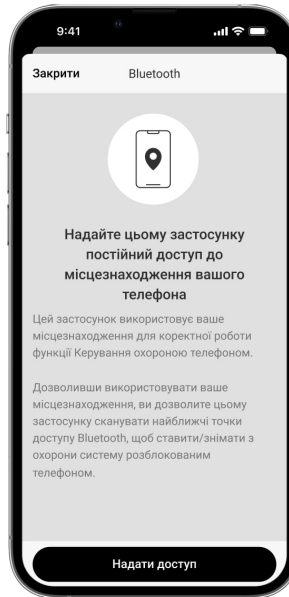 9:41
Закрити Bluetooth
Надайте цьому застосунку
постійний доступ до
місцезнаходження вашого
телефона
Цей застосунок використовує ваше
місцезнаходження для коректної роботи
функції Керування охороною телефоном.
Дозволивши використовувати ваше
місцезнаходження, ви дозволите цьому
застосунку сканувати найближчі точки
доступу Bluetooth, щоб ставити/знімати з
охорони систему розблокованим
телефоном.
Надати доступ